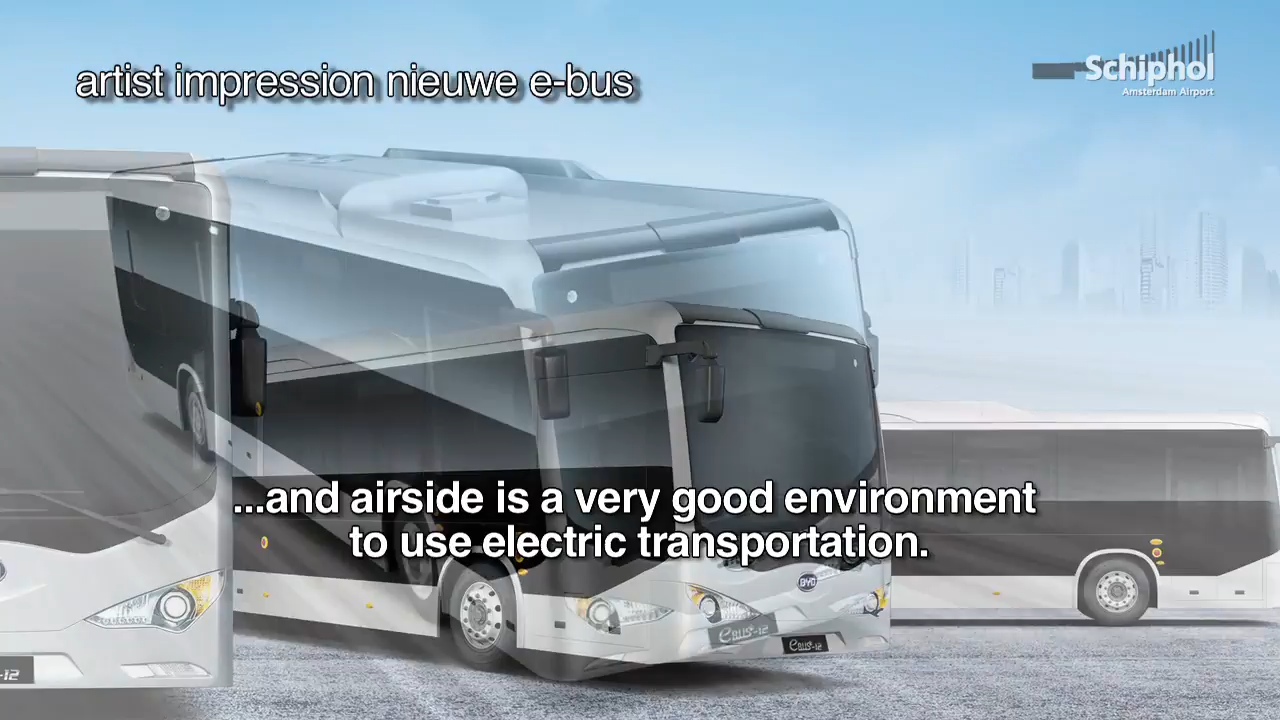 artist impression nieuwe e-bus
Schiphol
Amsterdam Airport
...and airside is a very good environment
to use electric transportation.
BYD
eBUS-12
eBUS-12
-12